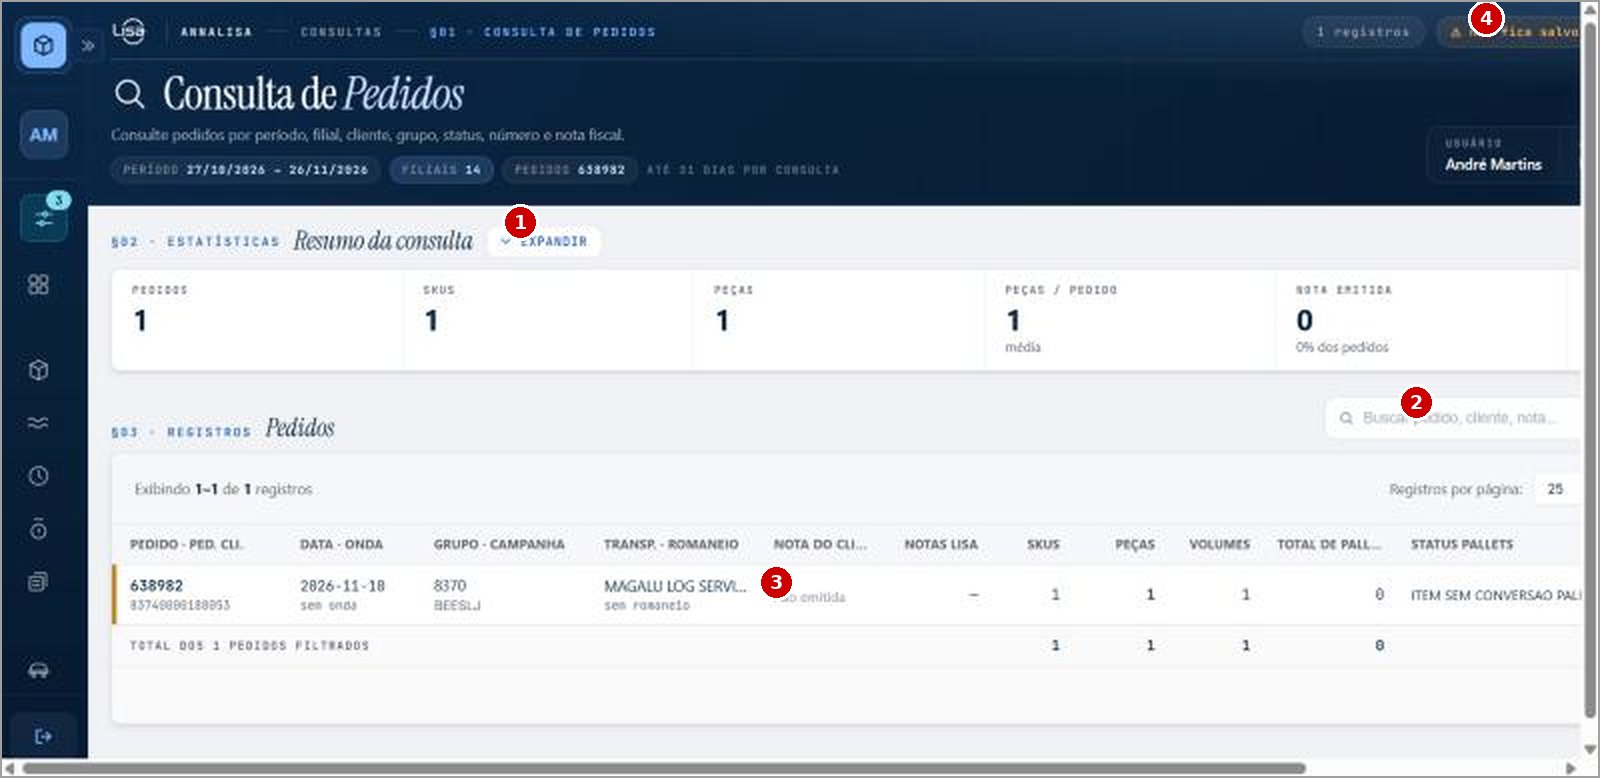 Lisa ANNALISA — CONSULTAS — §01 · CONSULTA DE PEDIDOS
1 registros
salvo
4
AM
3
Consulta de Pedidos
Consulte pedidos por período, filial, cliente, grupo, status, número e nota fiscal.
PERÍODO 27/10/2026 – 26/11/2026 FILIAIS 14 PEDIDOS 638982 ATÉ 31 DIAS POR CONSULTA
USUÁRIO
André Martins
§02 · ESTATÍSTICAS Resumo da consulta EXPANDIR
1
PEDIDOS SKUS PEÇAS PEÇAS / PEDIDO NOTA EMITIDA
1 1 1 1 0
média 0% dos pedidos
§03 · REGISTROS Pedidos
2
cliente, nota...
Exibindo 1–1 de 1 registros
Registros por página: 25
PEDIDO · PED. CLI. DATA · ONDA GRUPO · CAMPANHA TRANSP. · ROMANEIO NOTA DO CLI... NOTAS LISA SKUS PEÇAS VOLUMES TOTAL DE PALL... STATUS PALLETS
638982 2026-11-18 8370 MAGALU LOG SERVI... 3 — 1 1 1 0 ITEM SEM CONVERSAO PAL
83740000180053 sem onda BEESLJ sem romaneio emitida
TOTAL DOS 1 PEDIDOS FILTRADOS 1 1 1 0